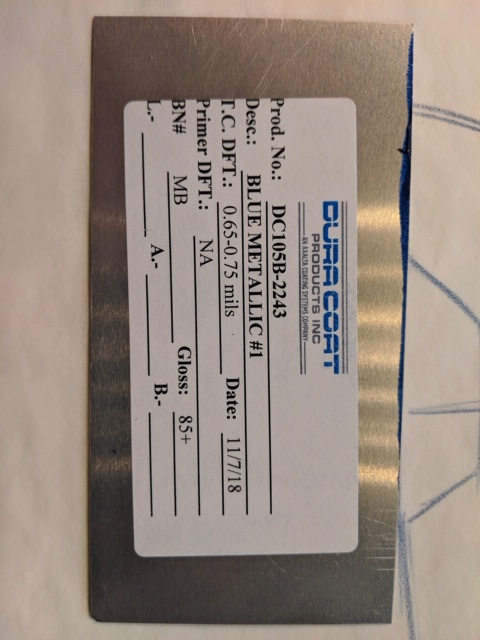 DURA COAT
PRODUCTS INC
AN AXALTA COATING SYSTEMS COMPANY
Prod. No.: DC105B-2243
Desc.: BLUE METALLIC #1
T.C. DFT.: 0.65-0.75 mils Date: 11/7/18
Primer DFT.: NA
BN# MB Gloss: 85+
L.- A.- B.-